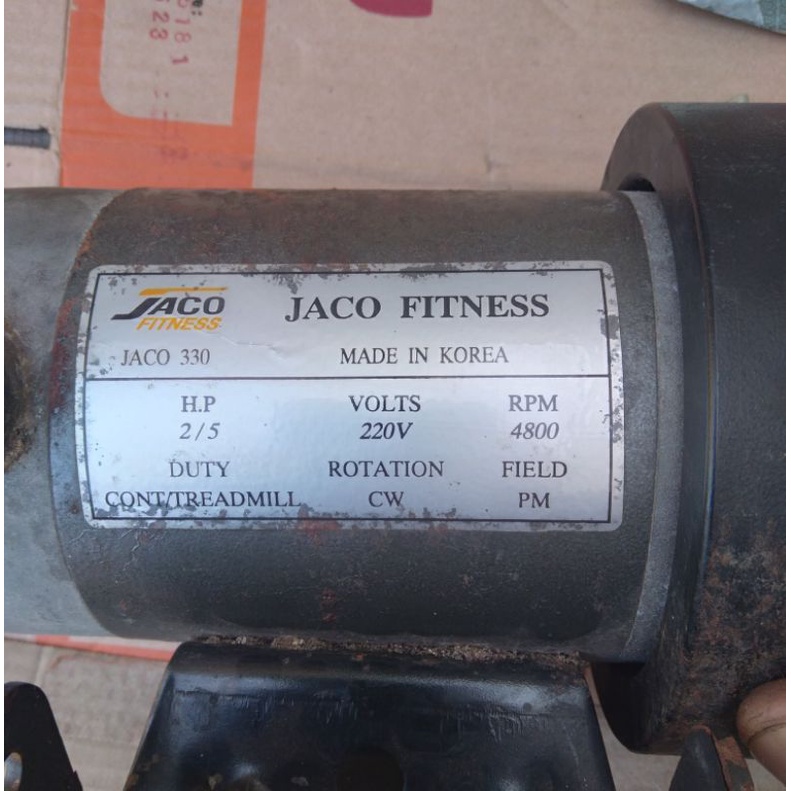 JACO
FITNESS
JACO FITNESS
JACO 330 MADE IN KOREA
H.P VOLTS RPM
2/5 220V 4800
DUTY ROTATION FIELD
CONT/TREADMILL CW PM